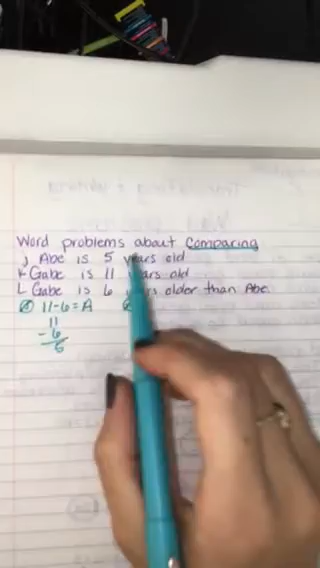 Word problems about comparing
J Abe is 5 years old
K Gabe is 11 years old
L Gabe is 6 years older than Abe.
11-6=A
11
-6